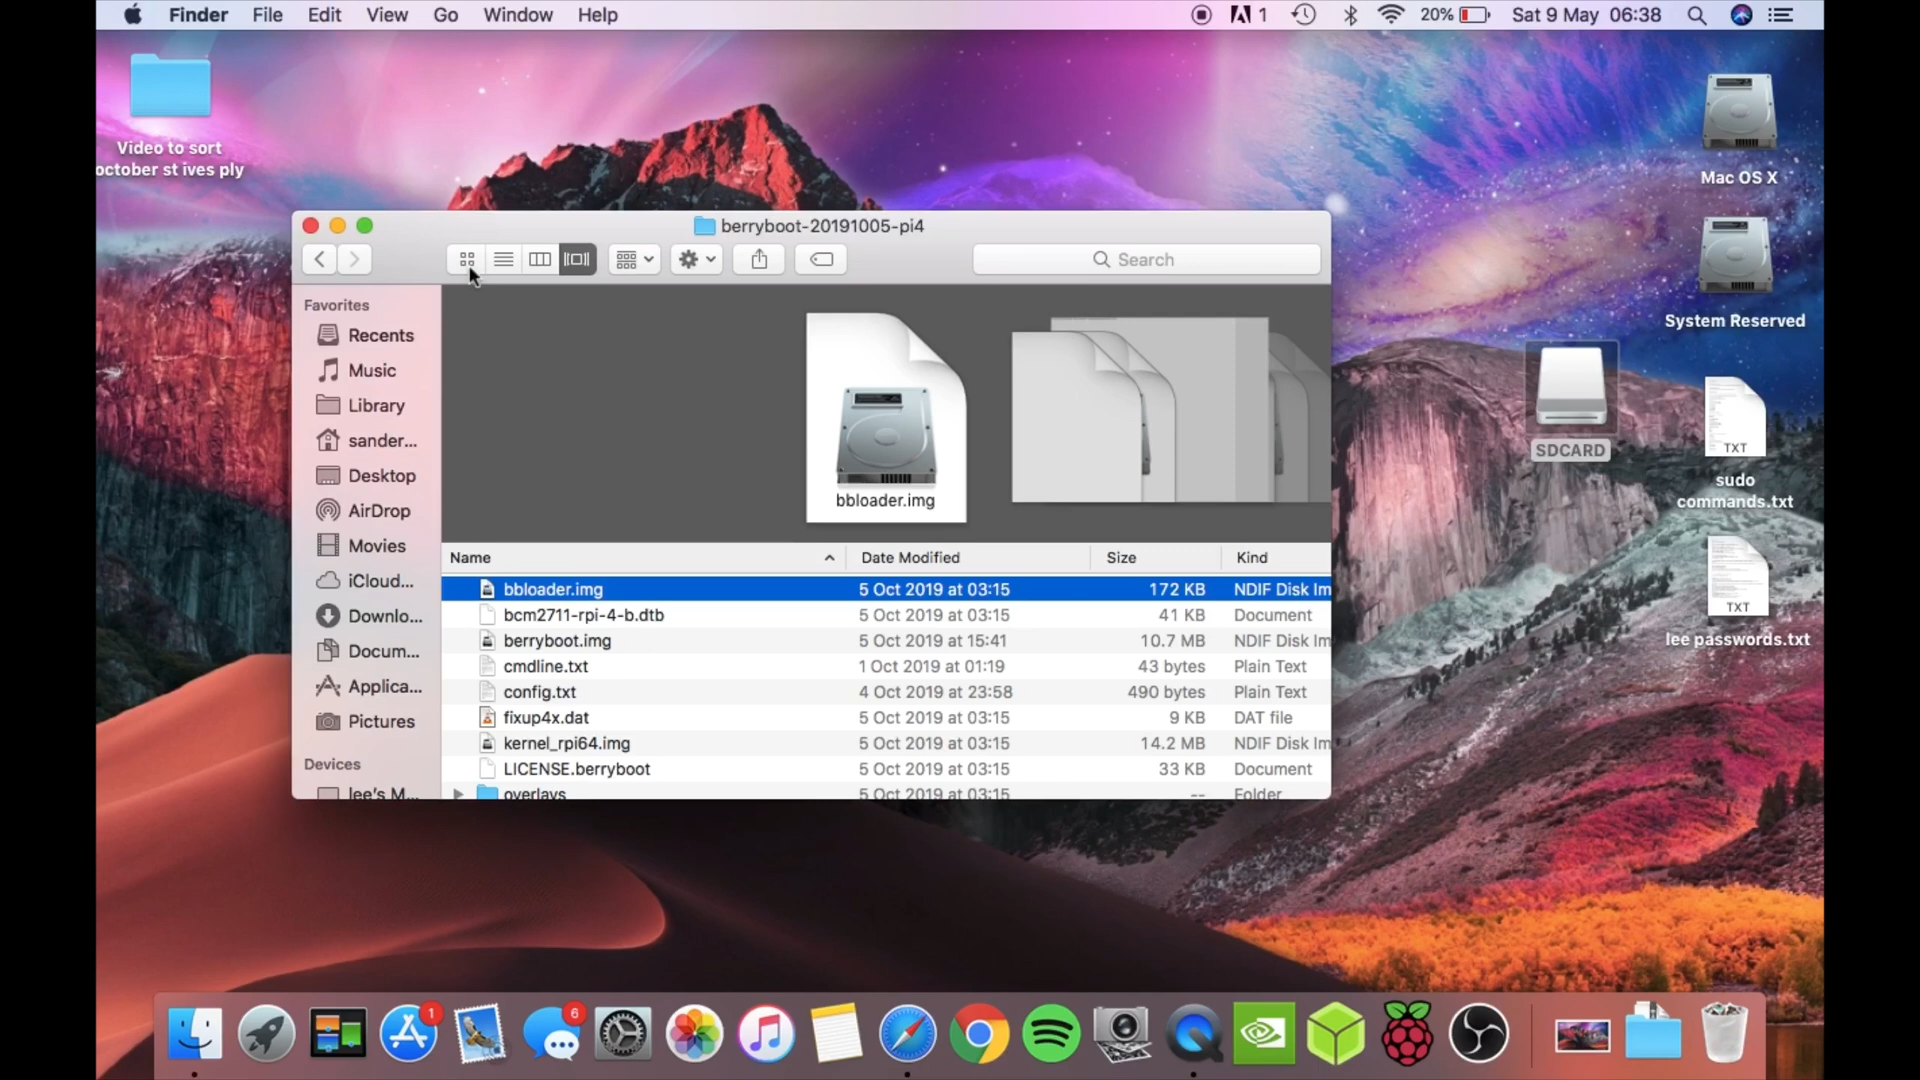 Finder File Edit View Go Window Help 1 20% Sat 9 May 06:38
Video to sort
october st ives ply
Mac OS X
System Reserved
SDCARD
TXT
sudo
commands.txt
TXT
lee passwords.txt
berryboot-20191005-pi4
Search
Favorites
Recents
Music
Library
sander...
Desktop
AirDrop
Movies
iCloud...
Downlo...
Docum...
Applica...
Pictures
Devices
lee's M...
bbloader.img
Name Date Modified Size Kind
bbloader.img 5 Oct 2019 at 03:15 172 KB NDIF Disk Im
bcm2711-rpi-4-b.dtb 5 Oct 2019 at 03:15 41 KB Document
berryboot.img 5 Oct 2019 at 15:41 10.7 MB NDIF Disk Im
cmdline.txt 1 Oct 2019 at 01:19 43 bytes Plain Text
config.txt 4 Oct 2019 at 23:58 490 bytes Plain Text
fixup4x.dat 5 Oct 2019 at 03:15 9 KB DAT file
kernel_rpi64.img 5 Oct 2019 at 03:15 14.2 MB NDIF Disk Im
LICENSE.berryboot 5 Oct 2019 at 03:15 33 KB Document
overlays 5 Oct 2019 at 03:15 -- Folder
1
6